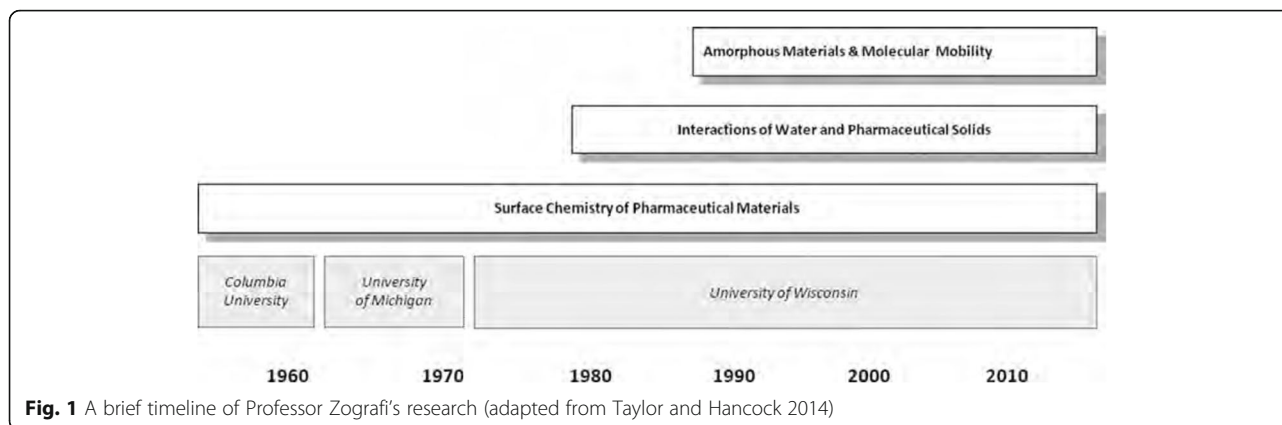 Amorphous Materials & Molecular Mobility
Interactions of Water and Pharmaceutical Solids
Surface Chemistry of Pharmaceutical Materials
Columbia
University
University
of Michigan
University of Wisconsin
1960 1970 1980 1990 2000 2010
Fig. 1 A brief timeline of Professor Zografi's research (adapted from Taylor and Hancock 2014)